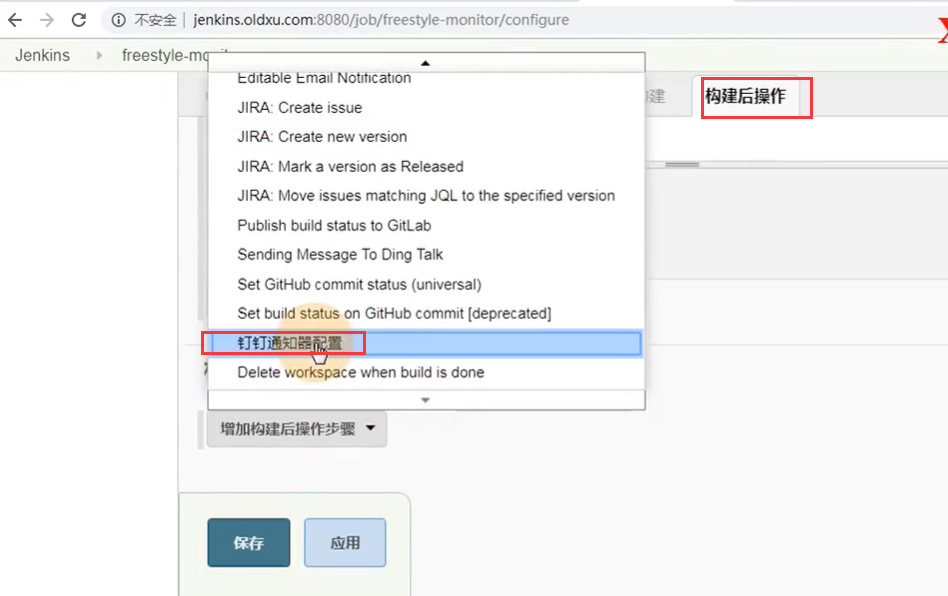 不安全 | jenkins.oldxu.com:8080/job/freestyle-monitor/configure
Jenkins
构建后操作
Editable Email Notification
JIRA: Create issue
JIRA: Create new version
JIRA: Mark a version as Released
JIRA: Move issues matching JQL to the specified version
Publish build status to GitLab
Sending Message To Ding Talk
Set GitHub commit status (universal)
Set build status on GitHub commit [deprecated]
钉钉通知器配置
Delete workspace when build is done
增加构建后操作步骤
保存
应用